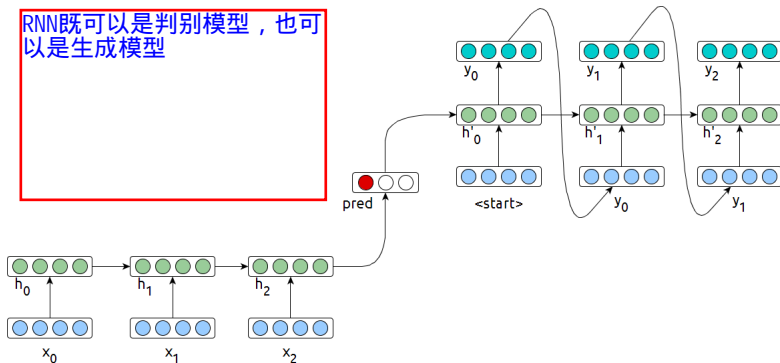 RNN既可以是判别模型，也可
以是生成模型
y0 y1 y2
h'0 h'1 h'2
pred <start> y0 y1
h0 h1 h2
x0 x1 x2